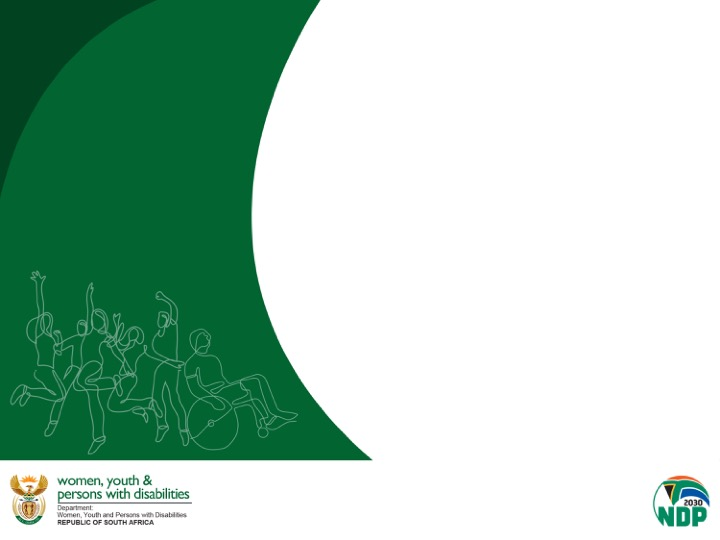 women, youth &
persons with disabilities
Department:
Women, Youth and Persons with Disabilities
REPUBLIC OF SOUTH AFRICA
2030
NDP